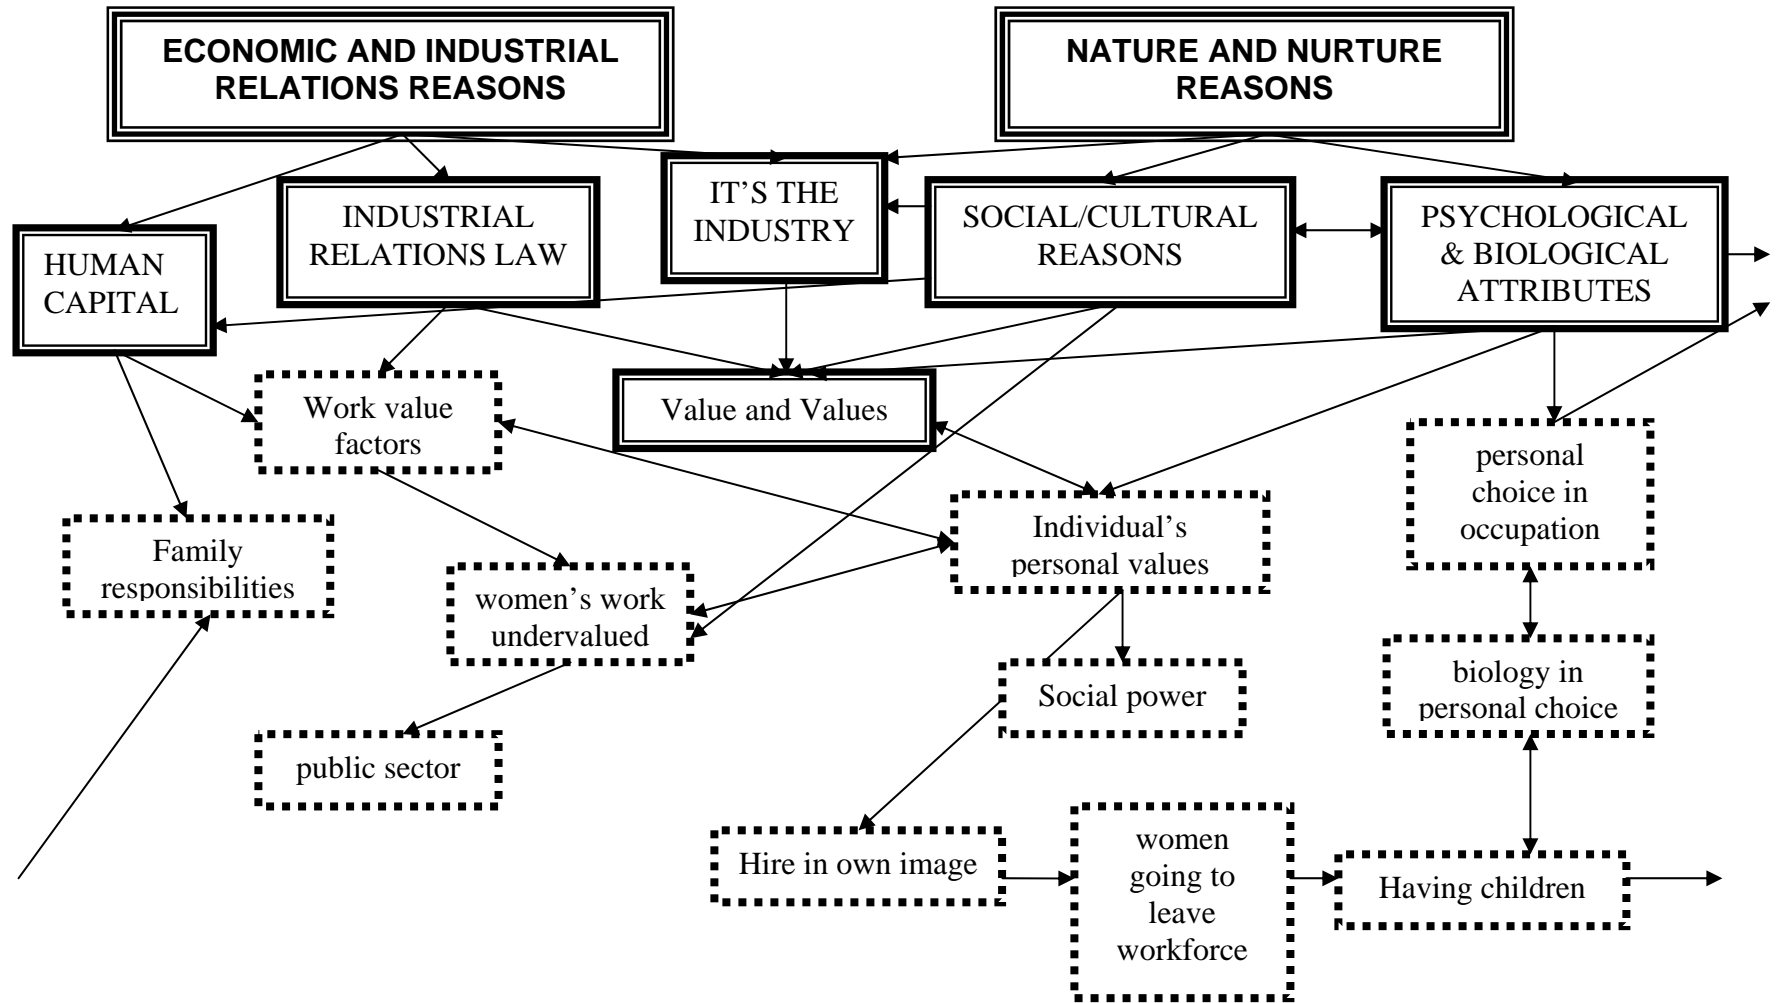 ECONOMIC AND INDUSTRIAL
RELATIONS REASONS
NATURE AND NURTURE
REASONS
IT’S THE
INDUSTRY
INDUSTRIAL
RELATIONS LAW
SOCIAL/CULTURAL
REASONS
PSYCHOLOGICAL
& BIOLOGICAL
ATTRIBUTES
HUMAN
CAPITAL
Work value
factors
Value and Values
personal
choice in
occupation
Family
responsibilities
Individual’s
personal values
women’s work
undervalued
Social power
biology in
personal choice
public sector
Hire in own image
women
going to
leave
workforce
Having children